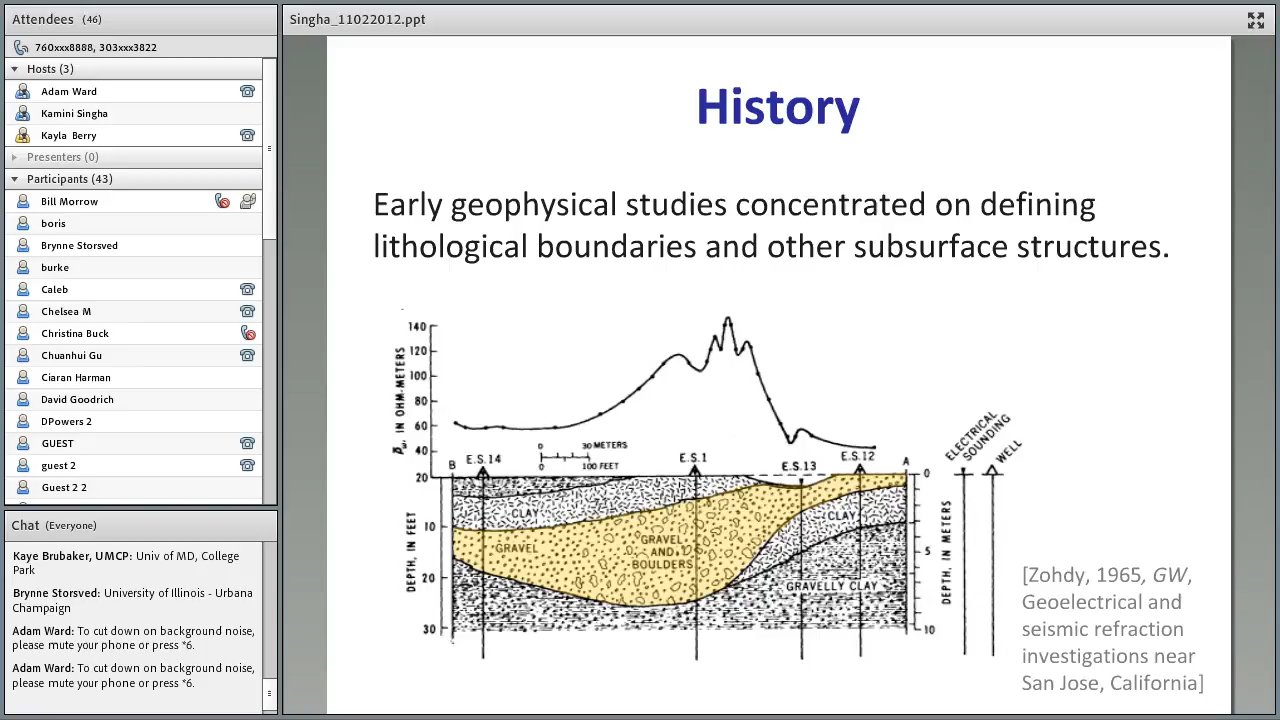 Attendees (46)
760xxx8888, 303xxx3822
Hosts (3)
Adam Ward
Kamini Singha
Kayla Berry
Presenters (0)
Participants (43)
Bill Morrow
boris
Brynne Storsved
burke
Caleb
Chelsea M
Christina Buck
Chuanhui Gu
Ciaran Harman
David Goodrich
DPowers 2
GUEST
guest 2
Guest 2 2
Chat (Everyone)
Kaye Brubaker, UMCP: Univ of MD, College
Park
Brynne Storsved: University of Illinois - Urbana
Champaign
Adam Ward: To cut down on background noise,
please mute your phone or press *6.
Adam Ward: To cut down on background noise,
please mute your phone or press *6.
Singha_11022012.ppt
History
Early geophysical studies concentrated on defining
lithological boundaries and other subsurface structures.
140
120
100
80
60
40
20
IN OHM-METERS
0 30 METERS
0 100 FEET
B E.S.14 E.S.1 E.S.13 E.S.12 A
ELECTRICAL
SOUNDING
WELL
10
20
30
DEPTH, IN FEET
CLAY
GRAVEL
GRAVEL
AND
BOULDERS
CLAY
GRAVELLY CLAY
0
5
10
DEPTH, IN METERS
[Zohdy, 1965, GW,
Geoelectrical and
seismic refraction
investigations near
San Jose, California]